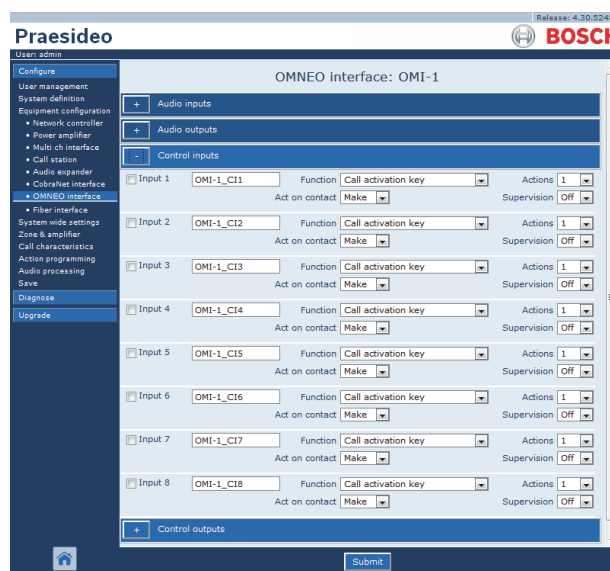 Release: 4.30.524
Praesideo
BOSCH
User: admin
Configure
User management
System definition
Equipment configuration
• Network controller
• Power amplifier
• Multi ch interface
• Call station
• Audio expander
• CobraNet interface
• OMNEO interface
• Fiber interface
System wide settings
Zone & amplifier
Call characteristics
Action programming
Audio processing
Save
Diagnose
Upgrade
OMNEO interface: OMI-1
+ Audio inputs
+ Audio outputs
- Control inputs
Input 1 OMI-1_CI1 Function Call activation key Actions 1
Act on contact Make Supervision Off
Input 2 OMI-1_CI2 Function Call activation key Actions 1
Act on contact Make Supervision Off
Input 3 OMI-1_CI3 Function Call activation key Actions 1
Act on contact Make Supervision Off
Input 4 OMI-1_CI4 Function Call activation key Actions 1
Act on contact Make Supervision Off
Input 5 OMI-1_CI5 Function Call activation key Actions 1
Act on contact Make Supervision Off
Input 6 OMI-1_CI6 Function Call activation key Actions 1
Act on contact Make Supervision Off
Input 7 OMI-1_CI7 Function Call activation key Actions 1
Act on contact Make Supervision Off
Input 8 OMI-1_CI8 Function Call activation key Actions 1
Act on contact Make Supervision Off
+ Control outputs
Submit